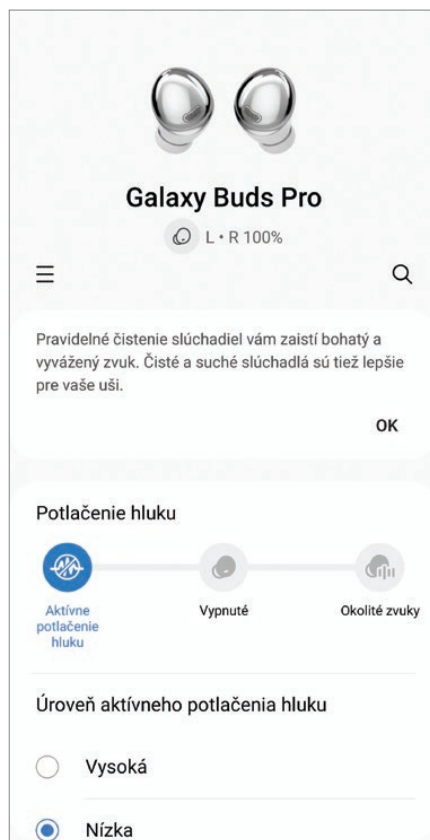 Galaxy Buds Pro
L • R 100%
Pravidelné čistenie slúchadiel vám zaistí bohatý a
vyvážený zvuk. Čisté a suché slúchadlá sú tiež lepšie
pre vaše uši.
OK
Potlačenie hluku
Aktívne
potlačenie
hluku
Vypnuté
Okolité zvuky
Úroveň aktívneho potlačenia hluku
Vysoká
Nízka